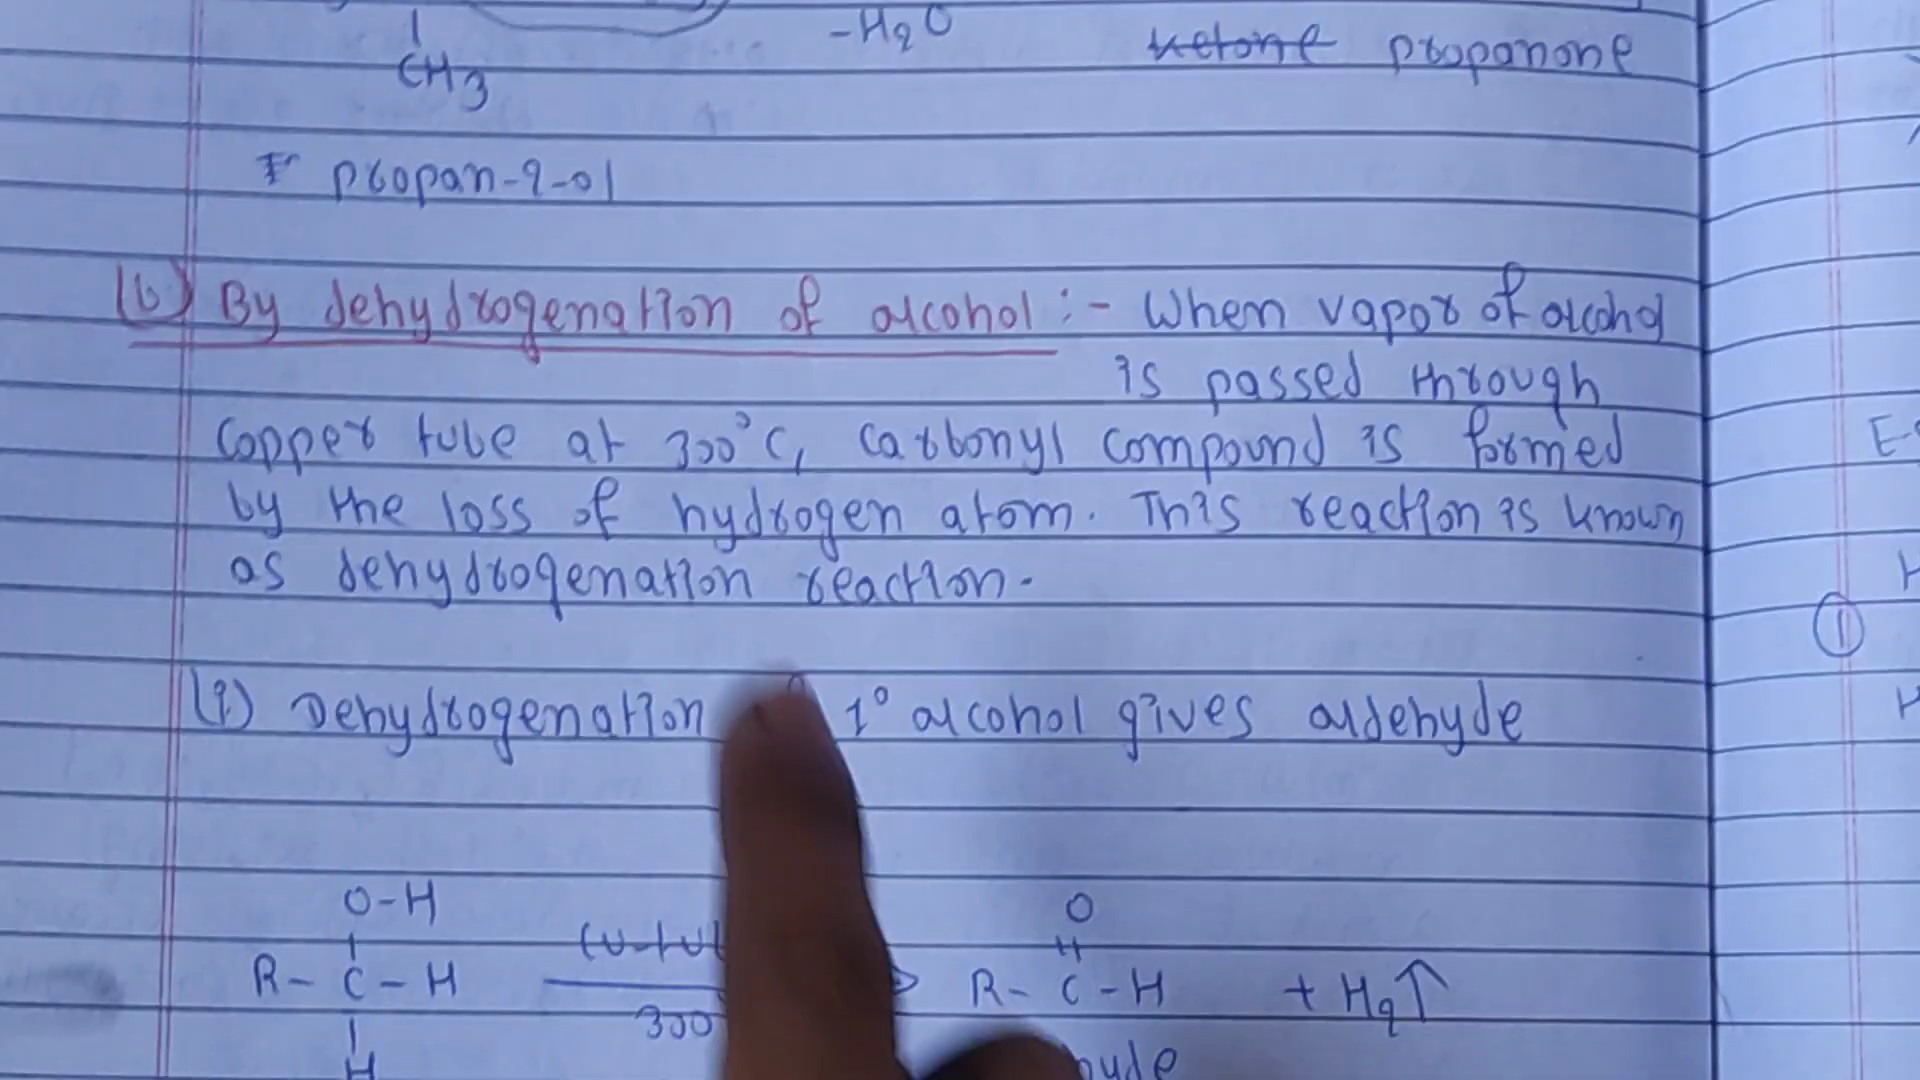 -H2O ketone propanone
CH3
propan-2-ol
(b) By dehydrogenation of alcohol :- When vapor of alcohol
is passed through
Copper tube at 300°C, carbonyl compound is formed
by the loss of hydrogen atom. This reaction is known
as dehydrogenation reaction.
(i) Dehydrogenation 1° alcohol gives aldehyde
O-H O
R-C-H 300 R-C-H + H2↑
H